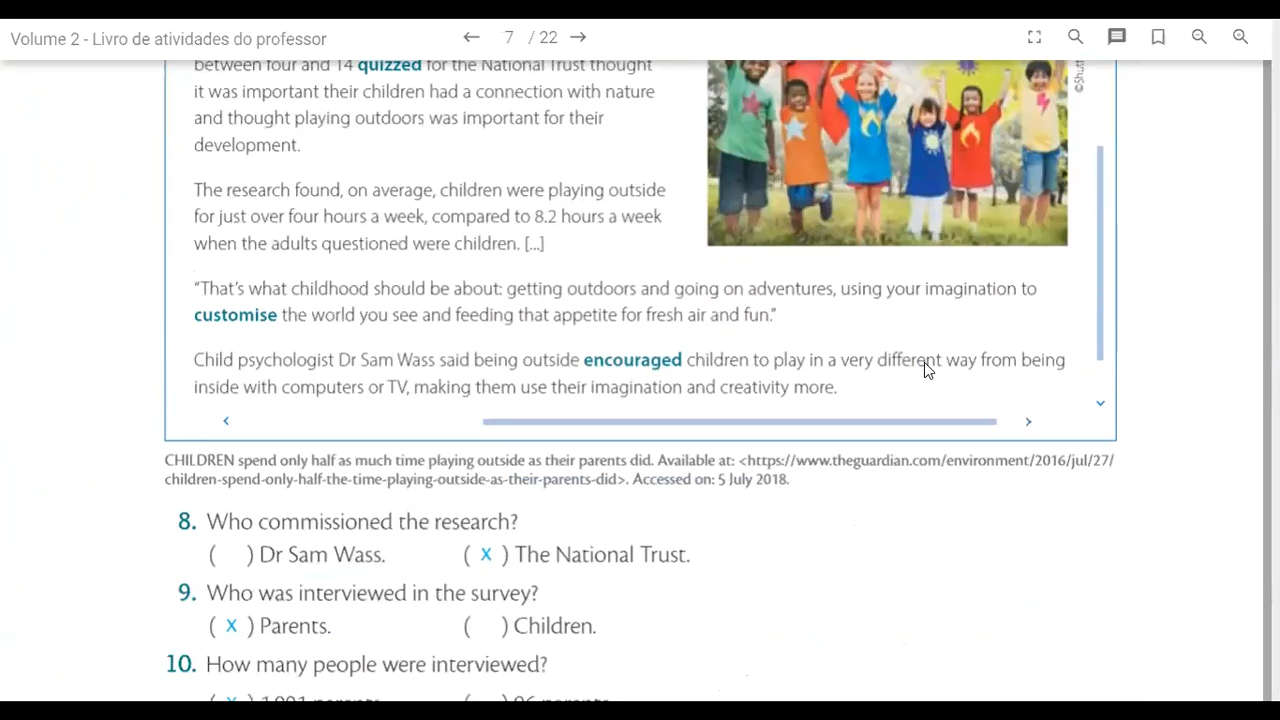 Volume 2 - Livro de atividades do professor
← 7 / 22 →
between four and 14 quizzed for the National Trust thought
it was important their children had a connection with nature
and thought playing outdoors was important for their
development.
The research found, on average, children were playing outside
for just over four hours a week, compared to 8.2 hours a week
when the adults questioned were children. [...]
"That's what childhood should be about: getting outdoors and going on adventures, using your imagination to
customise the world you see and feeding that appetite for fresh air and fun."
Child psychologist Dr Sam Wass said being outside encouraged children to play in a very different way from being
inside with computers or TV, making them use their imagination and creativity more.
CHILDREN spend only half as much time playing outside as their parents did. Available at: <https://www.theguardian.com/environment/2016/jul/27/
children-spend-only-half-the-time-playing-outside-as-their-parents-did>. Accessed on: 5 July 2018.
8. Who commissioned the research?
( ) Dr Sam Wass. ( x ) The National Trust.
9. Who was interviewed in the survey?
( x ) Parents. ( ) Children.
10. How many people were interviewed?